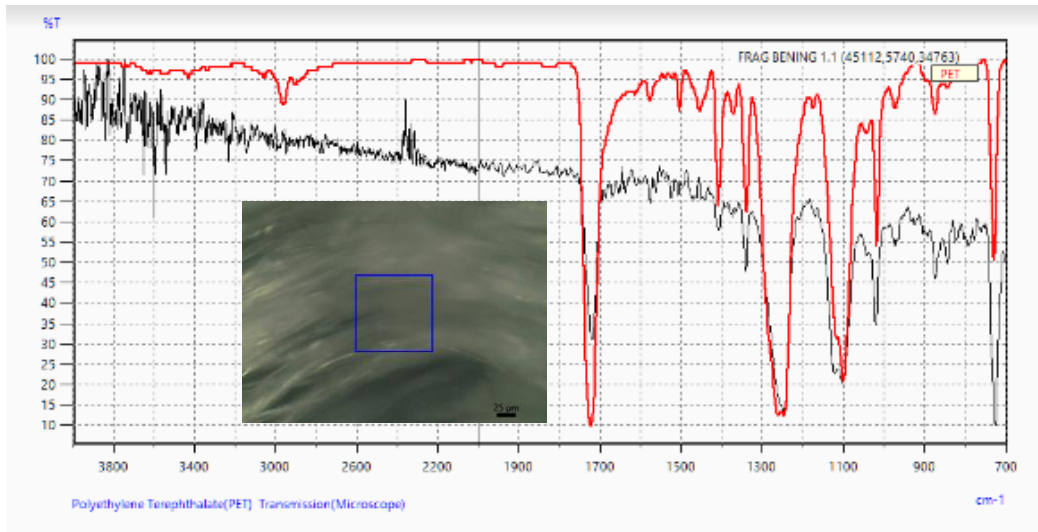 %T
FRAG BENING 1.1 (45112,5740,34763)
PET
100
95
90
85
80
75
70
65
60
55
50
45
40
35
30
25
20
15
10
25 µm
3800 3400 3000 2600 2200 1900 1700 1500 1300 1100 900 700
Polyethylene Terephthalate(PET) Transmission(Microscope)
cm-1